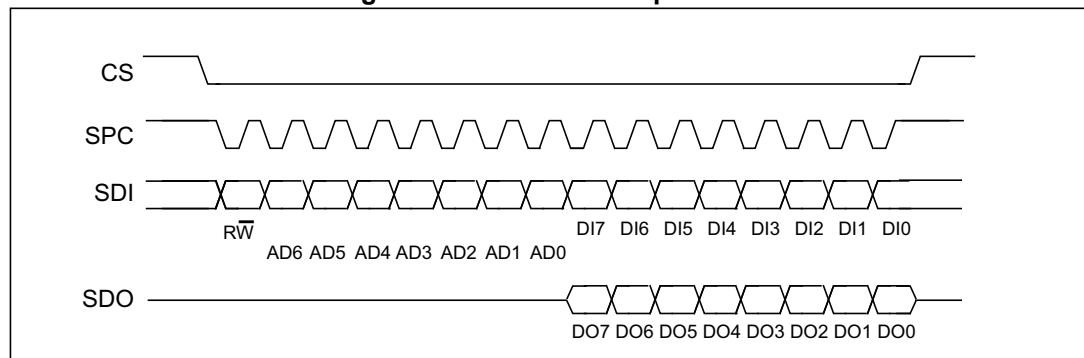 CS
SPC
SDI
RW̅
DI7 DI6 DI5 DI4 DI3 DI2 DI1 DI0
AD6 AD5 AD4 AD3 AD2 AD1 AD0
SDO
DO7 DO6 DO5 DO4 DO3 DO2 DO1 DO0